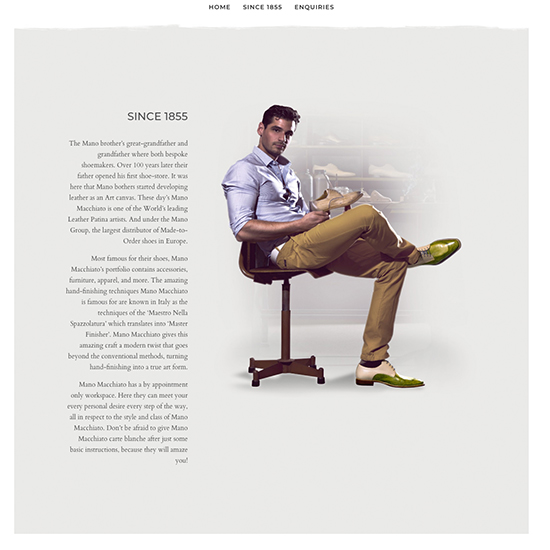 HOME SINCE 1855 ENQUIRIES
SINCE 1855
The Mano brother's great-grandfather and
grandfather where both bespoke
shoemakers. Over 100 years later their
father opened his first shoe-store. It was
here that Mano bothers started developing
leather as an Art canvas. These day's Mano
Macchiato is one of the World's leading
Leather Patina artists. And under the Mano
Group, the largest distributor of Made-to-
Order shoes in Europe.
Most famous for their shoes, Mano
Macchiato's portfolio contains accessories,
furniture, apparel, and more. The amazing
hand-finishing techniques Mano Macchiato
is famous for are known in Italy as the
techniques of the 'Maestro Nella
Spazzolatura' which translates into 'Master
Finisher'. Mano Macchiato gives this
amazing craft a modern twist that goes
beyond the conventional methods, turning
hand-finishing into a true art form.
Mano Macchiato has a by appointment
only workspace. Here they can meet your
every personal desire every step of the way,
all in respect to the style and class of Mano
Macchiato. Don't be afraid to give Mano
Macchiato carte blanche after just some
basic instructions, because they will amaze
you!